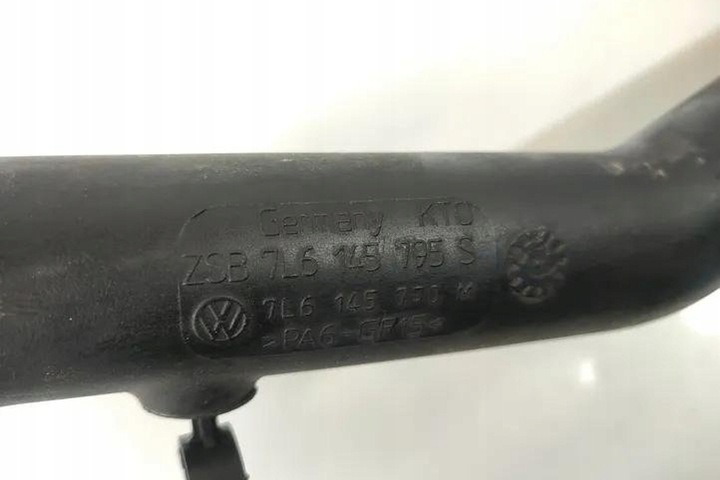 Germany KTO
ZSB 7L6 145 795 S
7L6 145 730 K
>PA6-GF15<